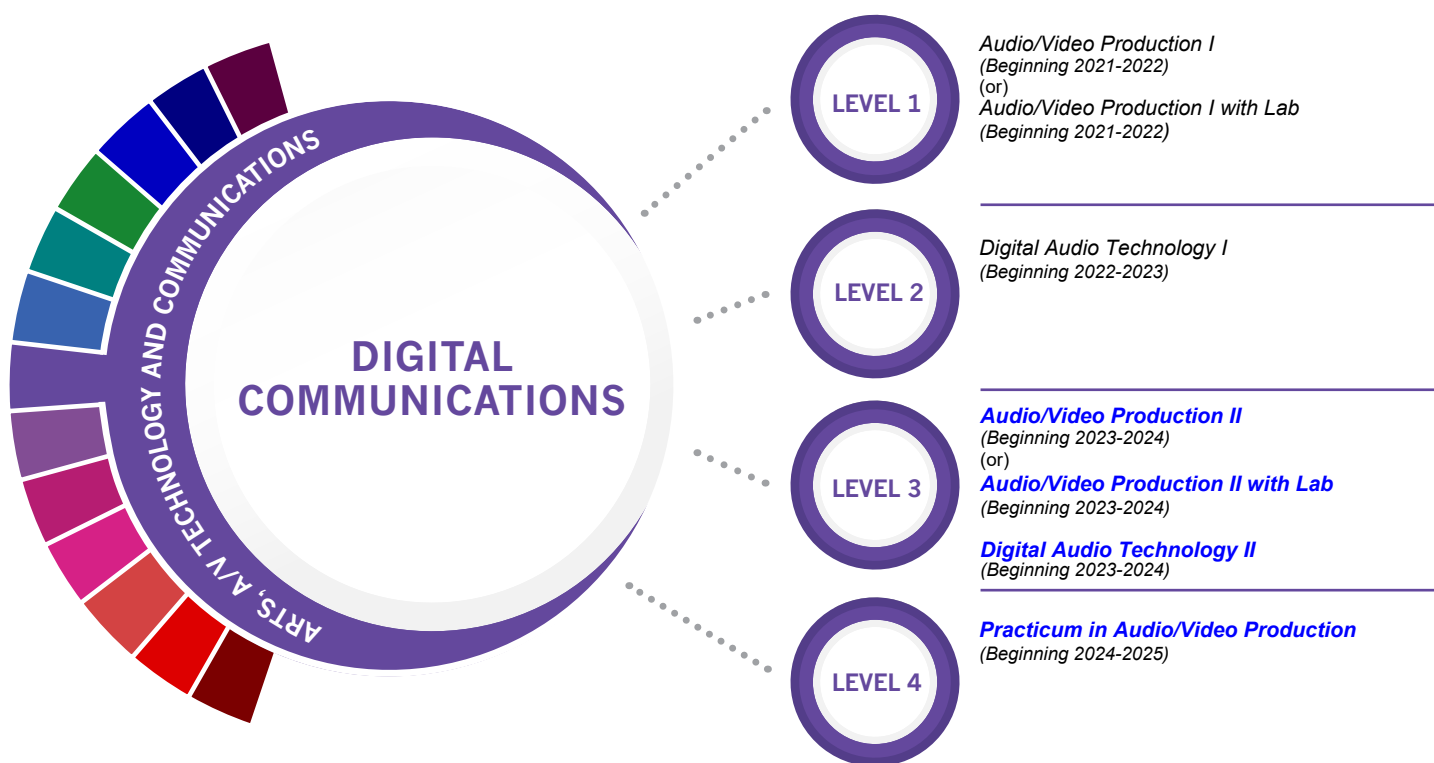 ARTS, A/V TECHNOLOGY AND COMMUNICATIONS
DIGITAL
COMMUNICATIONS
LEVEL 1
Audio/Video Production I
(Beginning 2021-2022)
(or)
Audio/Video Production I with Lab
(Beginning 2021-2022)
LEVEL 2
Digital Audio Technology I
(Beginning 2022-2023)
LEVEL 3
Audio/Video Production II
(Beginning 2023-2024)
(or)
Audio/Video Production II with Lab
(Beginning 2023-2024)
Digital Audio Technology II
(Beginning 2023-2024)
LEVEL 4
Practicum in Audio/Video Production
(Beginning 2024-2025)